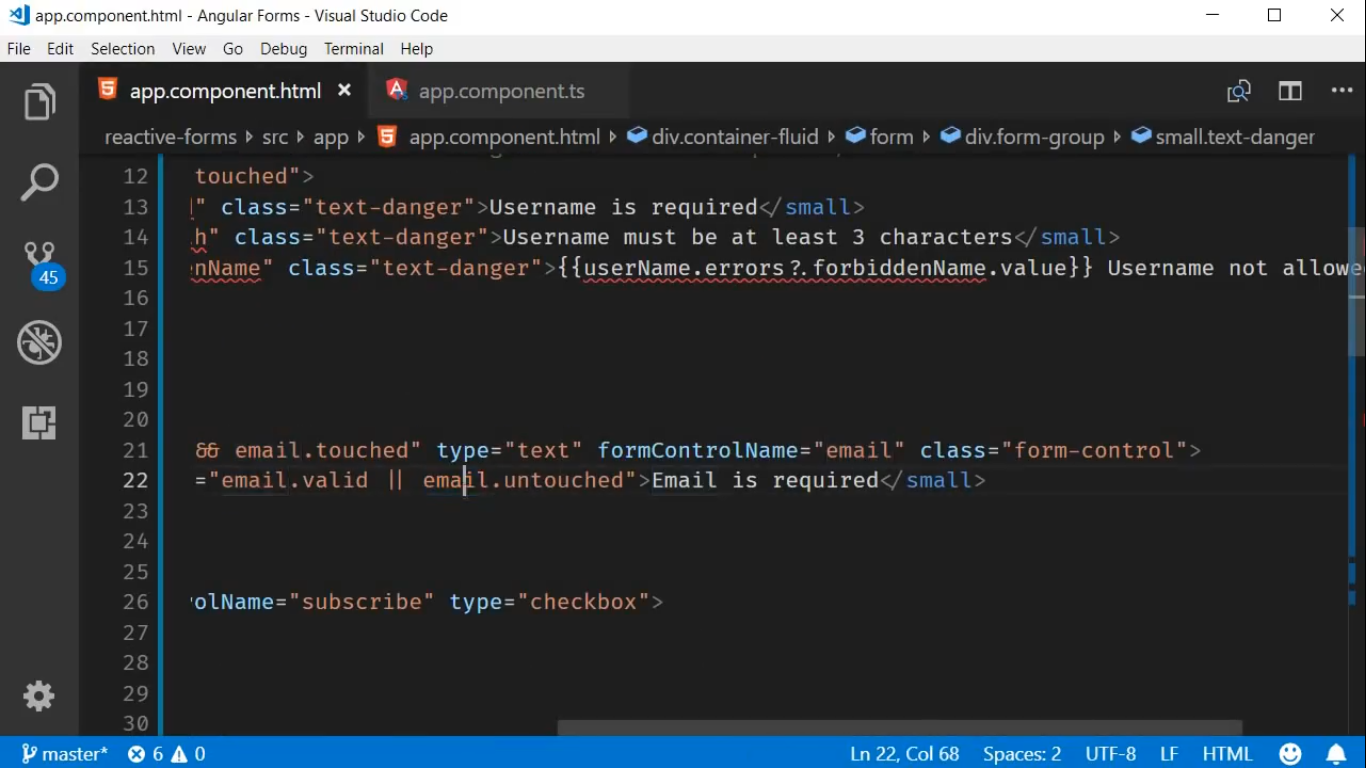 app.component.html - Angular Forms - Visual Studio Code
File Edit Selection View Go Debug Terminal Help
app.component.html × app.component.ts
reactive-forms › src › app › app.component.html › div.container-fluid › form › div.form-group › small.text-danger
12 touched">
13 " class="text-danger">Username is required</small>
14 h" class="text-danger">Username must be at least 3 characters</small>
15 enName" class="text-danger">{{userName.errors?.forbiddenName.value}} Username not allowe
16
17
18
19
20
21 && email.touched" type="text" formControlName="email" class="form-control">
22 ="email.valid || email.untouched">Email is required</small>
23
24
25
26 olName="subscribe" type="checkbox">
27
28
29
30
45
master* 6 0 Ln 22, Col 68 Spaces: 2 UTF-8 LF HTML